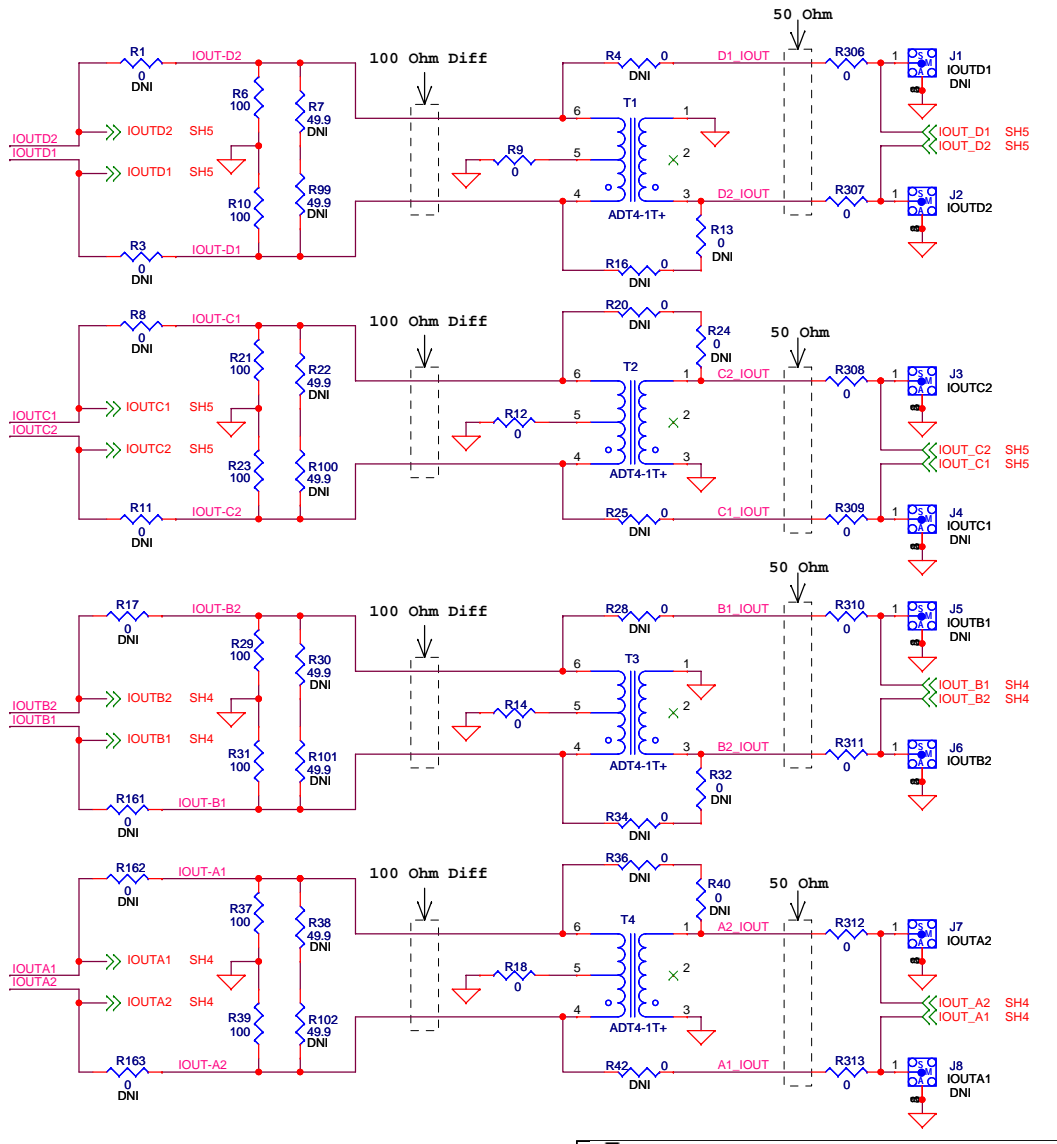 50 Ohm
R1
0
DNI
IOUT-D2
100 Ohm Diff
R4
0
DNI
D1_IOUT
R306
0
1
J1
IOUTD1
DNI
S
M
A
R6
100
R7
49.9
DNI
6
T1
1
IOUTD2
IOUTD1
IOUTD2 SH5
IOUTD1 SH5
R9
0
5
2
IOUT_D1 SH5
IOUT_D2 SH5
R10
100
R99
49.9
DNI
4
3
ADT4-1T+
D2_IOUT
R307
0
1
J2
IOUTD2
S
M
A
R3
0
DNI
IOUT-D1
R13
0
DNI
R16
0
DNI
R8
0
DNI
IOUT-C1
100 Ohm Diff
R20
0
DNI
R24
0
DNI
50 Ohm
R21
100
R22
49.9
DNI
6
T2
1
C2_IOUT
R308
0
1
J3
IOUTC2
S
M
A
IOUTC1
IOUTC2
IOUTC1 SH5
IOUTC2 SH5
R12
0
5
2
IOUT_C2 SH5
IOUT_C1 SH5
R23
100
R100
49.9
DNI
4
3
ADT4-1T+
R11
0
DNI
IOUT-C2
R25
0
DNI
C1_IOUT
R309
0
1
J4
IOUTC1
DNI
S
M
A
50 Ohm
R17
0
DNI
IOUT-B2
100 Ohm Diff
R28
0
DNI
B1_IOUT
R310
0
1
J5
IOUTB1
DNI
S
M
A
R29
100
R30
49.9
DNI
6
T3
1
IOUTB2
IOUTB1
IOUTB2 SH4
IOUTB1 SH4
R14
0
5
2
IOUT_B1 SH4
IOUT_B2 SH4
R31
100
R101
49.9
DNI
4
3
ADT4-1T+
B2_IOUT
R311
0
1
J6
IOUTB2
S
M
A
R161
0
DNI
IOUT-B1
R32
0
DNI
R34
0
DNI
R162
0
DNI
IOUT-A1
100 Ohm Diff
R36
0
DNI
R40
0
DNI
50 Ohm
R37
100
R38
49.9
DNI
6
T4
1
A2_IOUT
R312
0
1
J7
IOUTA2
S
M
A
IOUTA1
IOUTA2
IOUTA1 SH4
IOUTA2 SH4
R18
0
5
2
IOUT_A2 SH4
IOUT_A1 SH4
R39
100
R102
49.9
DNI
4
3
ADT4-1T+
R163
0
DNI
IOUT-A2
R42
0
DNI
A1_IOUT
R313
0
1
J8
IOUTA1
DNI
S
M
A